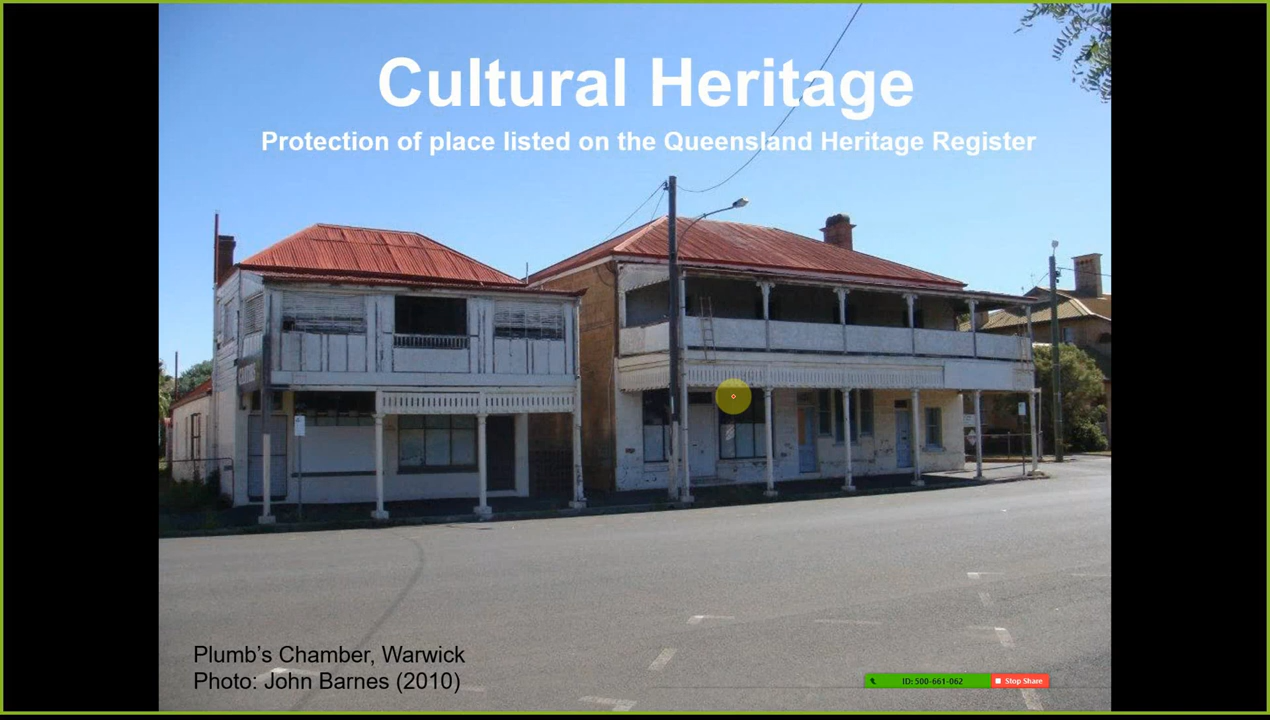 Cultural Heritage
Protection of place listed on the Queensland Heritage Register
Plumb's Chamber, Warwick
Photo: John Barnes (2010)
ID: 500-661-062 Stop Share